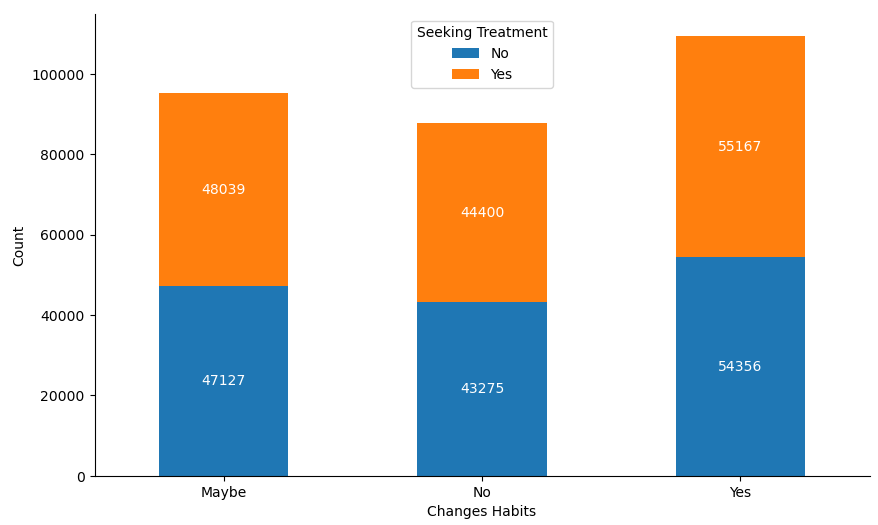 Seeking Treatment
No
Yes
100000
80000
60000
40000
20000
0
Count
48039
44400
55167
47127
43275
54356
Maybe
No
Yes
Changes Habits